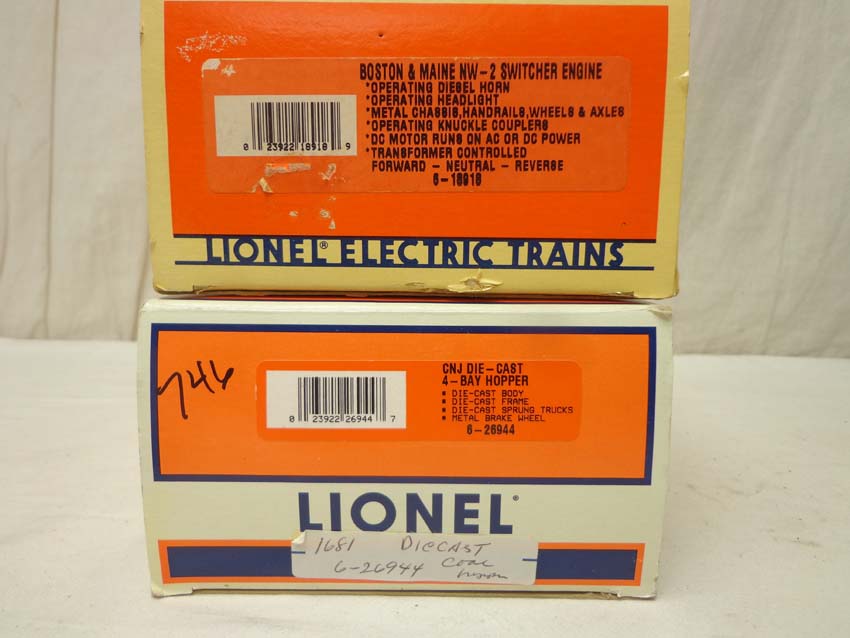 BOSTON & MAINE NW-2 SWITCHER ENGINE
*OPERATING DIESEL HORN
*OPERATING HEADLIGHT
*METAL CHASSIS,HANDRAILS,WHEELS & AXLES
*OPERATING KNUCKLE COUPLERS
*DC MOTOR RUNS ON AC OR DC POWER
*TRANSFORMER CONTROLLED
FORWARD - NEUTRAL - REVERSE
6-18918
0 23922 18918 9
LIONEL® ELECTRIC TRAINS
746
CNJ DIE-CAST
4-BAY HOPPER
▪ DIE-CAST BODY
▪ DIE-CAST FRAME
▪ DIE-CAST SPRUNG TRUCKS
▪ METAL BRAKE WHEEL
6-26944
0 23922 26944 7
LIONEL®
1681 DIECAST
6-26944 Coal
hopper